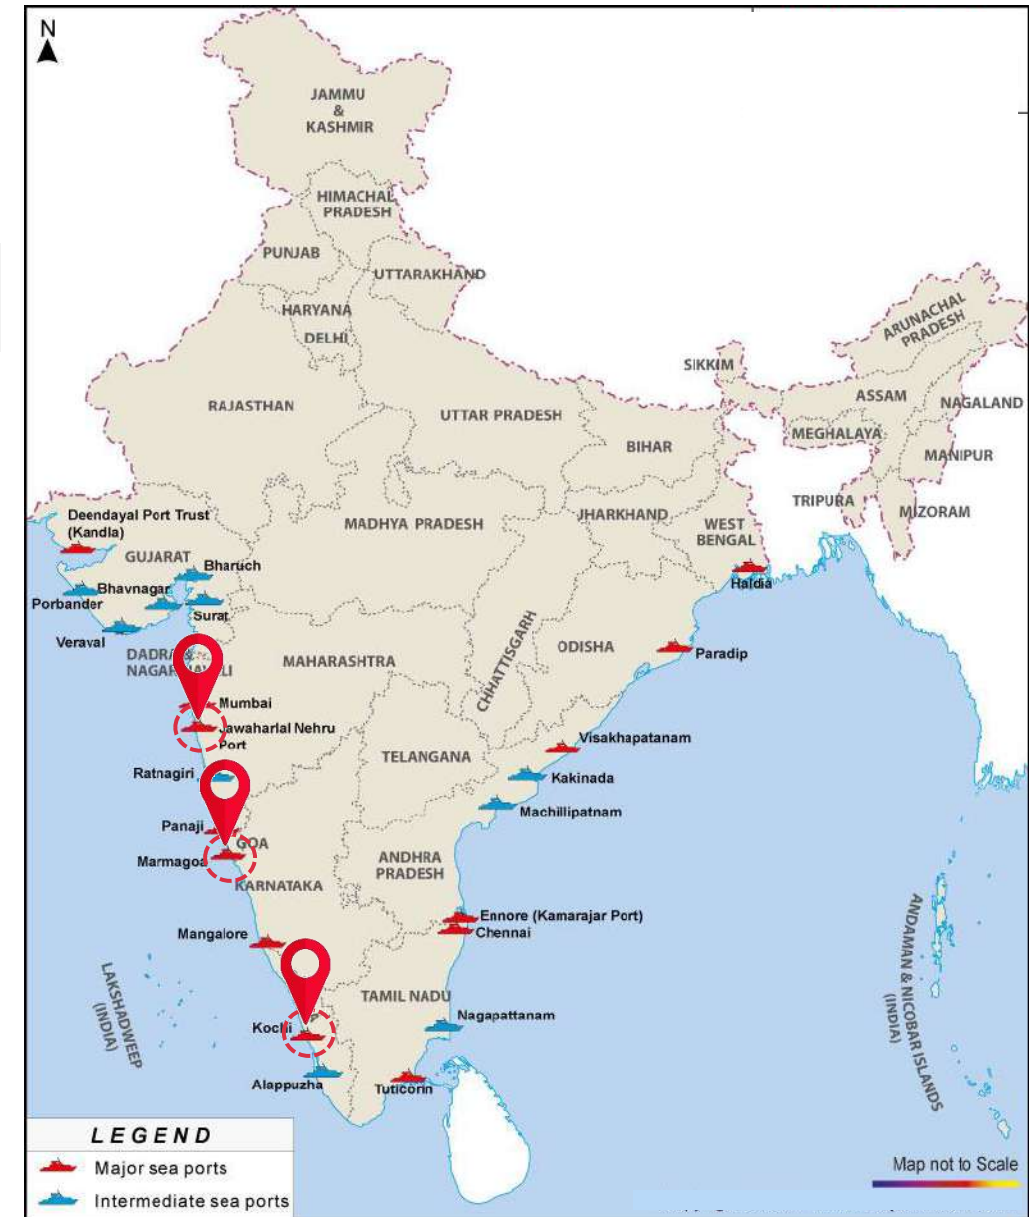 N
JAMMU
&
KASHMIR
HIMACHAL
PRADESH
PUNJAB
UTTARAKHAND
HARYANA
DELHI
ARUNACHAL
PRADESH
SIKKIM
RAJASTHAN
UTTAR PRADESH
ASSAM
NAGALAND
BIHAR
MEGHALAYA
MANIPUR
TRIPURA
MIZORAM
Deendayal Port Trust
(Kandla)
MADHYA PRADESH
JHARKHAND
WEST
BENGAL
GUJARAT
Bharuch
Bhavnagar
Porbander
Surat
Haldia
Veraval
CHHATTISGARH
ODISHA
Paradip
DADRA &
NAGAR HAVELI
MAHARASHTRA
Mumbai
Jawaharlal Nehru
Port
Visakhapatanam
TELANGANA
Ratnagiri
Kakinada
Machillipatnam
Panaji
GOA
Marmagoa
ANDHRA
PRADESH
KARNATAKA
Ennore (Kamarajar Port)
Chennai
Mangalore
LAKSHADWEEP
(INDIA)
ANDAMAN & NICOBAR ISLANDS
(INDIA)
TAMIL NADU
Nagapattanam
Kochi
Alappuzha
Tuticorin
LEGEND
Major sea ports
Intermediate sea ports
Map not to Scale